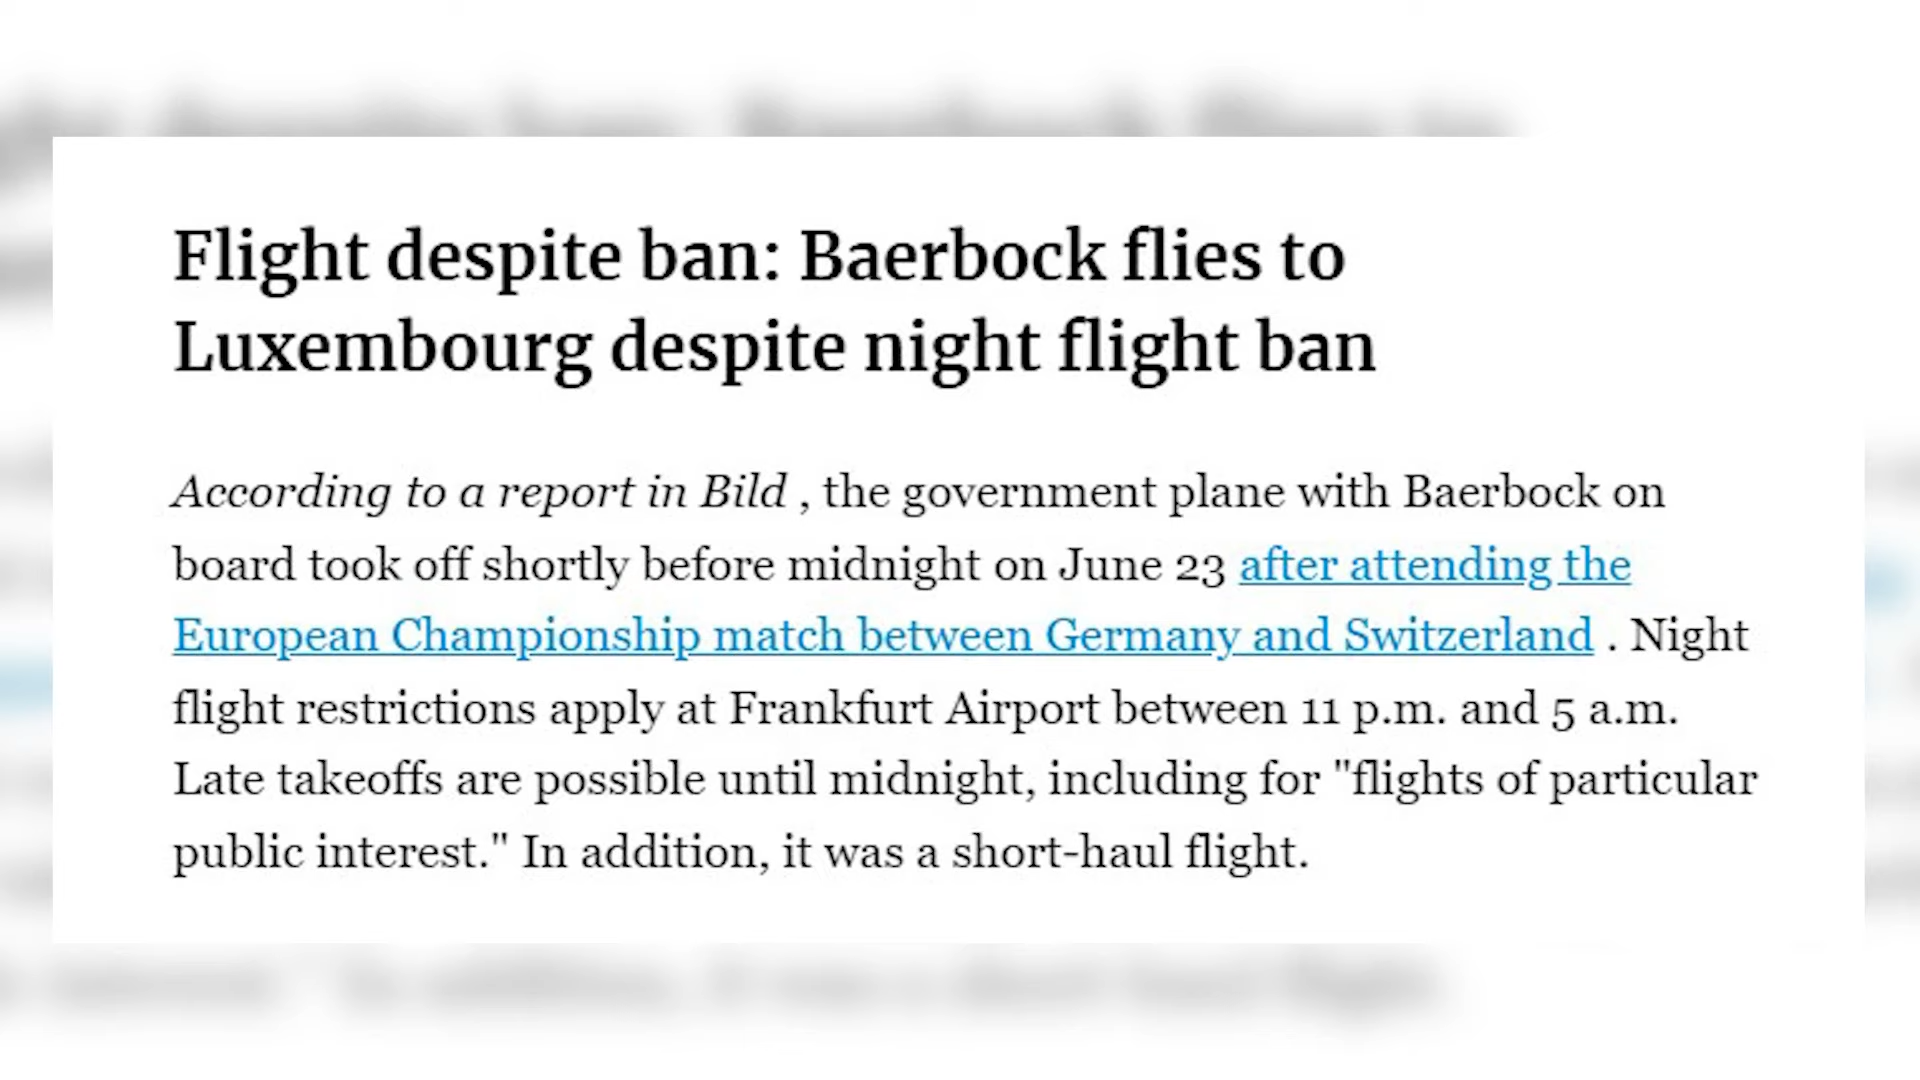 Flight despite ban: Baerbock flies to
Luxembourg despite night flight ban
According to a report in Bild , the government plane with Baerbock on
board took off shortly before midnight on June 23 after attending the
European Championship match between Germany and Switzerland . Night
flight restrictions apply at Frankfurt Airport between 11 p.m. and 5 a.m.
Late takeoffs are possible until midnight, including for "flights of particular
public interest." In addition, it was a short-haul flight.